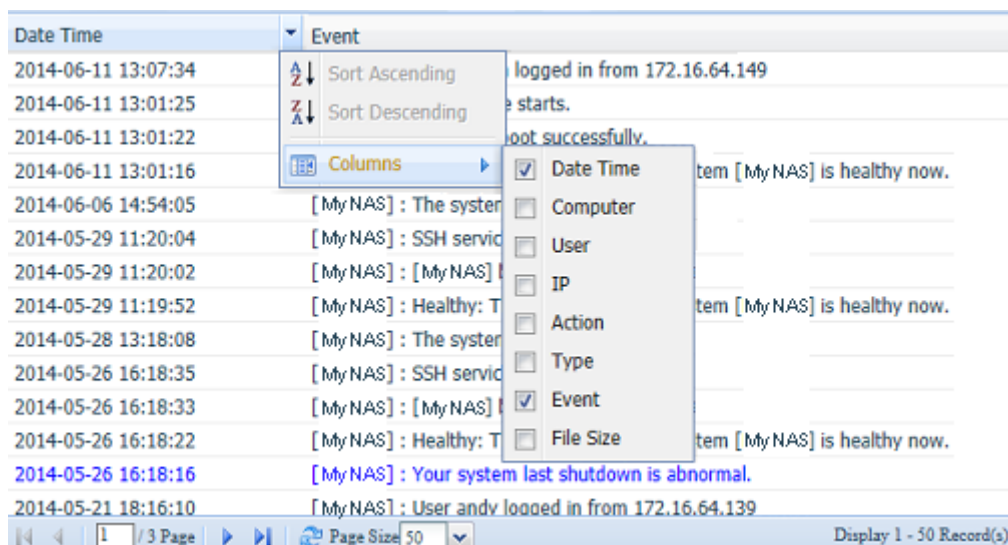 Date Time Event
2014-06-11 13:07:34 logged in from 172.16.64.149
Sort Ascending
2014-06-11 13:01:25 starts.
Sort Descending
2014-06-11 13:01:22 boot successfully.
Columns
2014-06-11 13:01:16 tem [MyNAS] is healthy now.
Date Time
Computer
User
IP
Action
Type
Event
File Size
2014-06-06 14:54:05 [MyNAS] : The system
2014-05-29 11:20:04 [MyNAS] : SSH servic
2014-05-29 11:20:02 [MyNAS] : [MyNAS]
2014-05-29 11:19:52 [MyNAS] : Healthy: T tem [MyNAS] is healthy now.
2014-05-28 13:18:08 [MyNAS] : The system
2014-05-26 16:18:35 [MyNAS] : SSH servic
2014-05-26 16:18:33 [MyNAS] : [MyNAS]
2014-05-26 16:18:22 [MyNAS] : Healthy: T tem [MyNAS] is healthy now.
2014-05-26 16:18:16 [MyNAS] : Your system last shutdown is abnormal.
2014-05-21 18:16:10 [MyNAS] : User andy logged in from 172.16.64.139
1 / 3 Page Page Size 50 Display 1 - 50 Record(s)